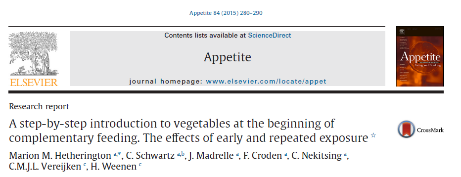 Appetite 84 (2015) 280–290
Contents lists available at ScienceDirect
Appetite
journal homepage: www.elsevier.com/locate/appet
ELSEVIER
Appetite
Research report
A step-by-step introduction to vegetables at the beginning of
complementary feeding. The effects of early and repeated exposure ☆
CrossMark
Marion M. Hetherington a,*, C. Schwartz a,b, J. Madrelle a, F. Croden a, C. Nekitsing a,
C.M.J.L. Vereijken c, H. Weenen c